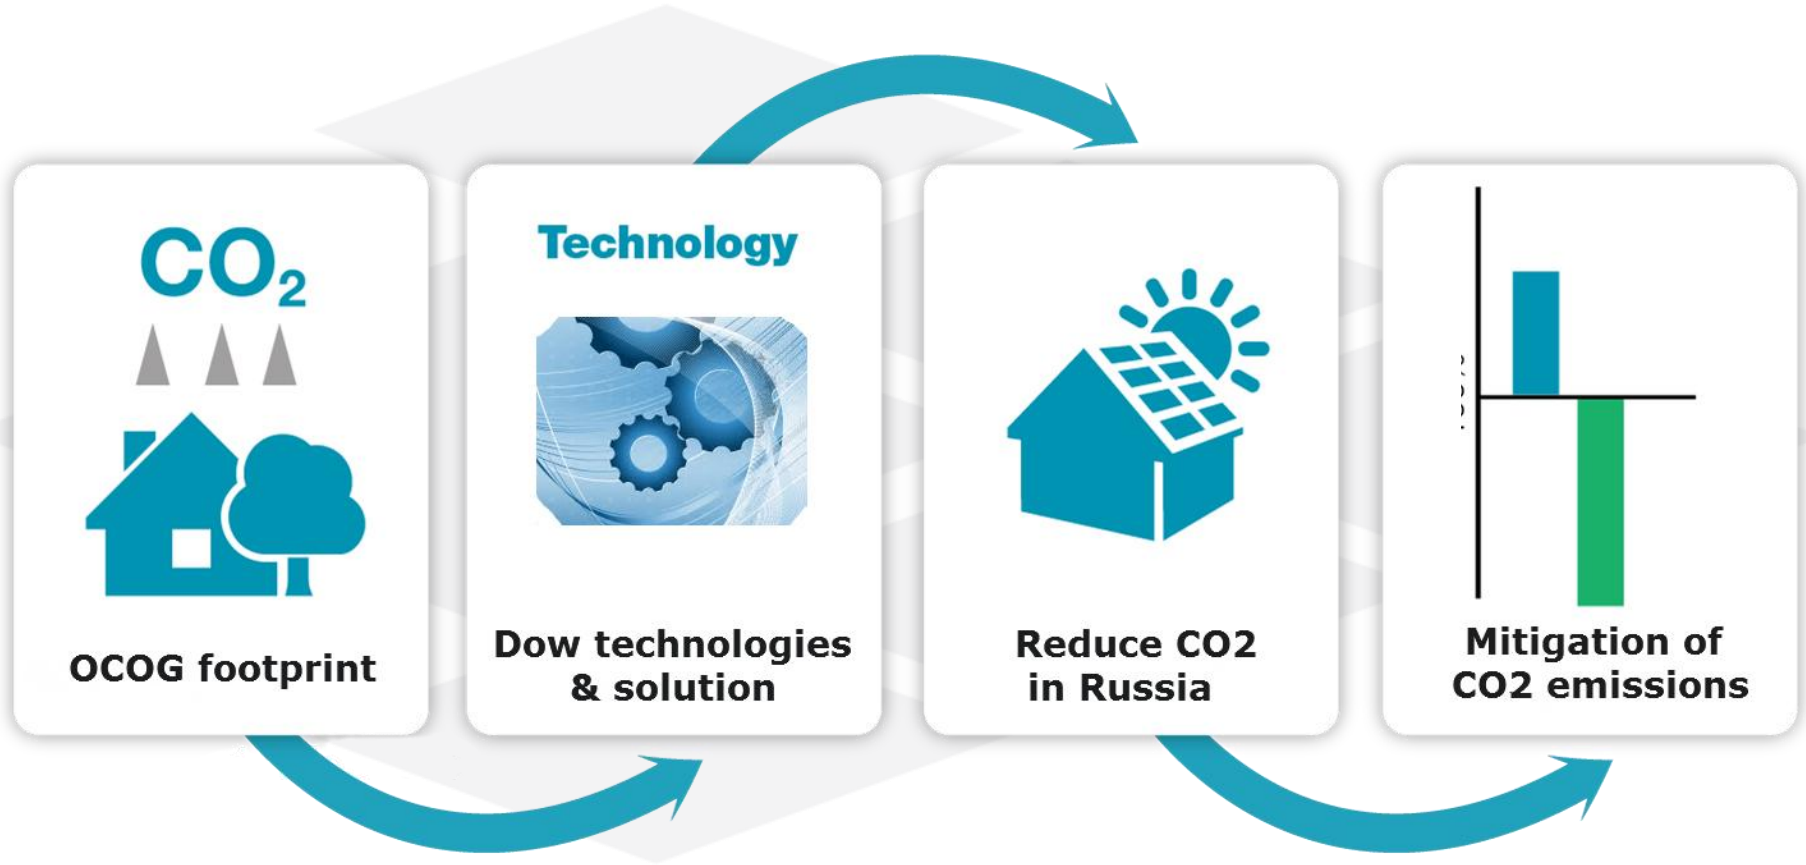 CO₂
OCOG footprint
Technology
Dow technologies
& solution
Reduce CO2
in Russia
Mitigation of
CO2 emissions